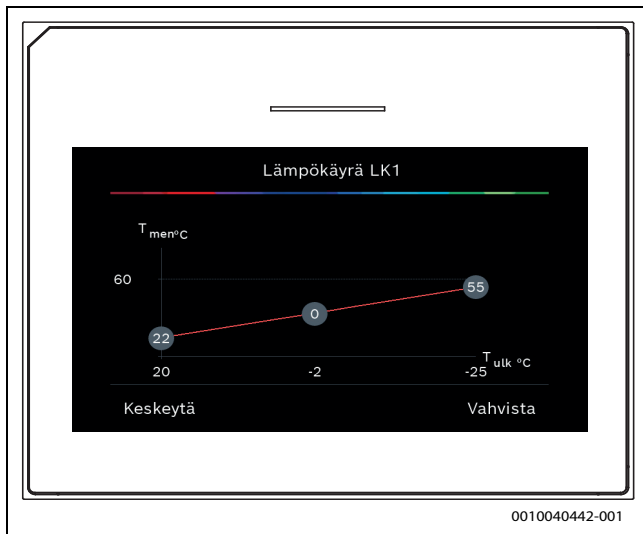 Lämpökäyrä LK1
T men°C
60
55
0
22
T ulk °C
20 -2 -25
Keskeytä Vahvista
0010040442-001